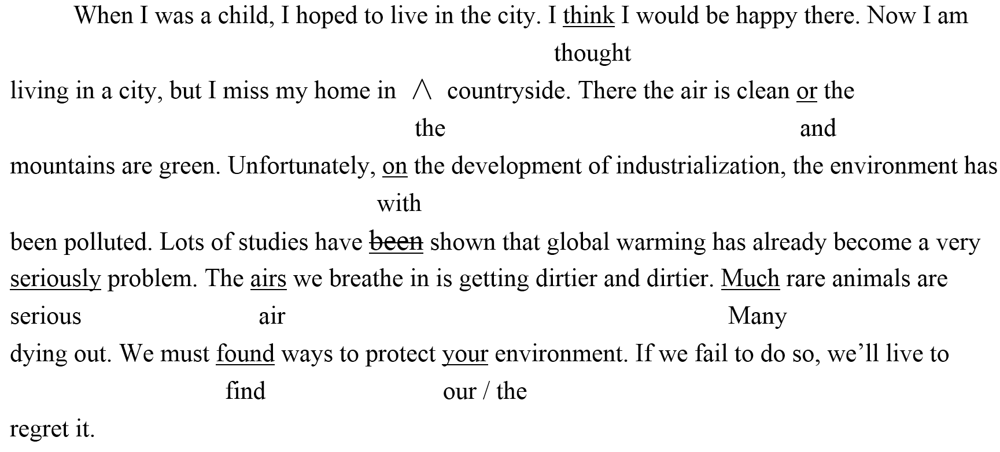 When I was a child, I hoped to live in the city. I think I would be happy there. Now I am
thought
living in a city, but I miss my home in ∧ countryside. There the air is clean or the
the and
mountains are green. Unfortunately, on the development of industrialization, the environment has
with
been polluted. Lots of studies have been shown that global warming has already become a very
seriously problem. The airs we breathe in is getting dirtier and dirtier. Much rare animals are
serious air Many
dying out. We must found ways to protect your environment. If we fail to do so, we’ll live to
find our / the
regret it.